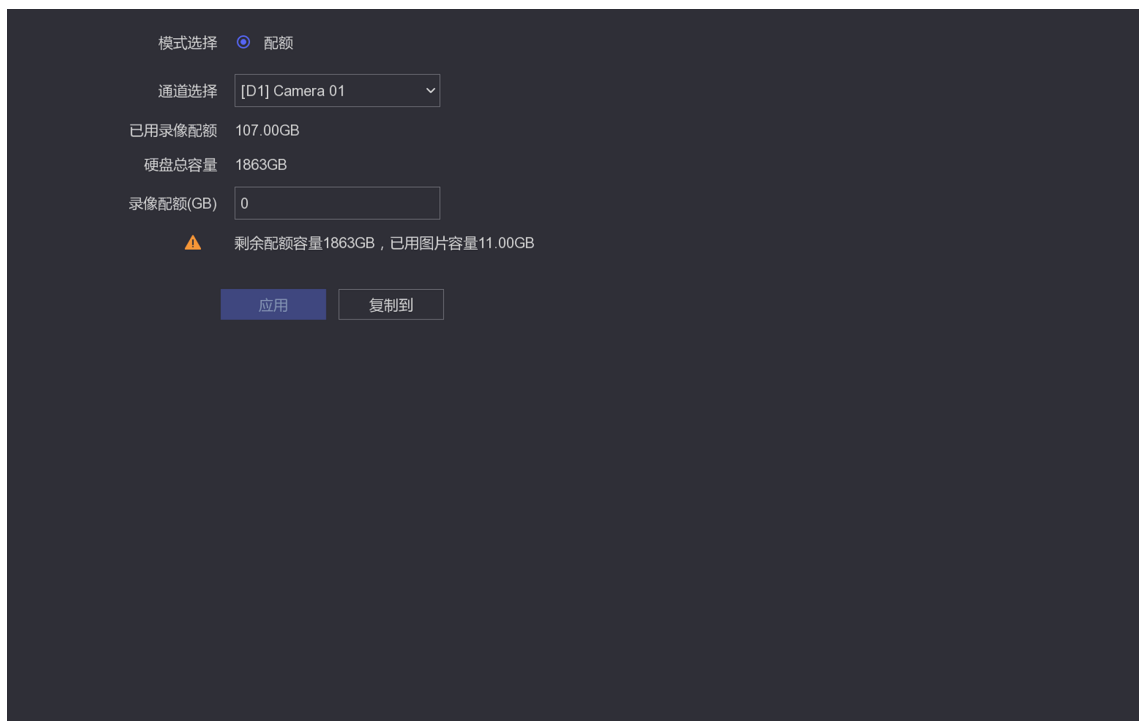 模式选择 配额
通道选择 [D1] Camera 01
已用录像配额 107.00GB
硬盘总容量 1863GB
录像配额(GB) 0
剩余配额容量1863GB，已用图片容量11.00GB
应用 复制到